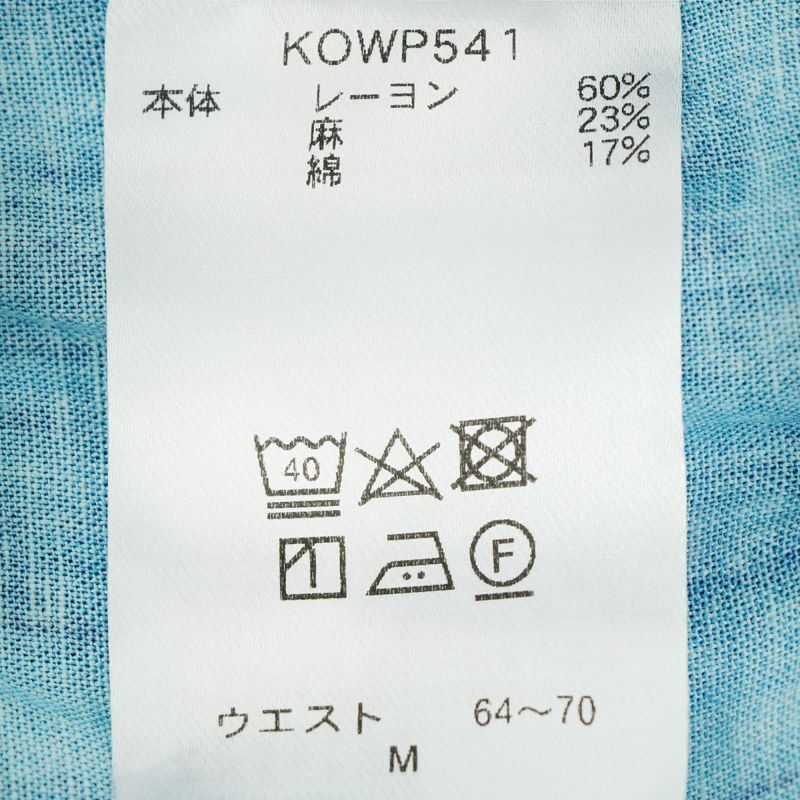 KOWP541
本体 レーヨン 60%
麻 23%
綿 17%
40
F
ウエスト 64～70
M